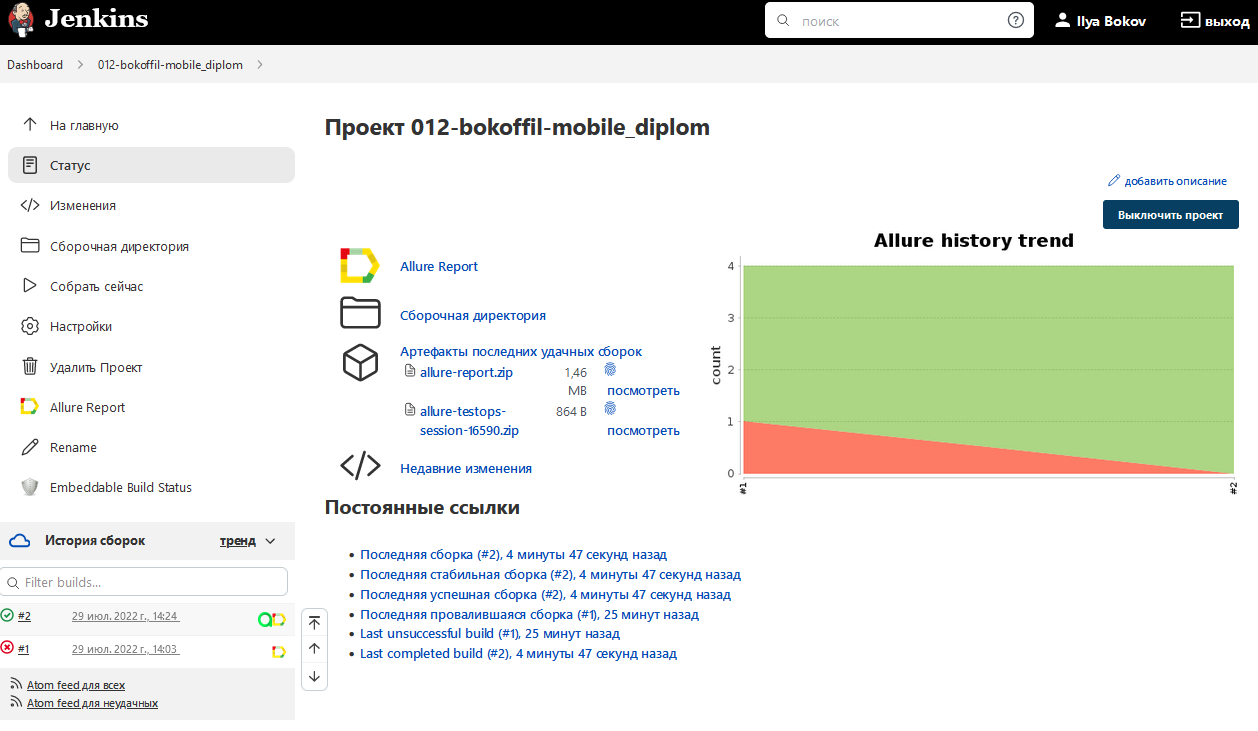 Jenkins
поиск
Ilya Bokov
выход
Dashboard
012-bokoffil-mobile_diplom
На главную
Статус
Изменения
Сборочная директория
Собрать сейчас
Настройки
Удалить Проект
Allure Report
Rename
Embeddable Build Status
История сборок
тренд
Filter builds...
#2
29 июл. 2022 г., 14:24
#1
29 июл. 2022 г., 14:03
Atom feed для всех
Atom feed для неудачных
Проект 012-bokoffil-mobile_diplom
добавить описание
Выключить проект
Allure Report
Сборочная директория
Артефакты последних удачных сборок
allure-report.zip
1,46
MB
посмотреть
allure-testops-
session-16590.zip
864 B
посмотреть
Недавние изменения
Allure history trend
count
4
3
2
1
0
#1
#2
Постоянные ссылки
Последняя сборка (#2), 4 минуты 47 секунд назад
Последняя стабильная сборка (#2), 4 минуты 47 секунд назад
Последняя успешная сборка (#2), 4 минуты 47 секунд назад
Последняя провалившаяся сборка (#1), 25 минут назад
Last unsuccessful build (#1), 25 минут назад
Last completed build (#2), 4 минуты 47 секунд назад